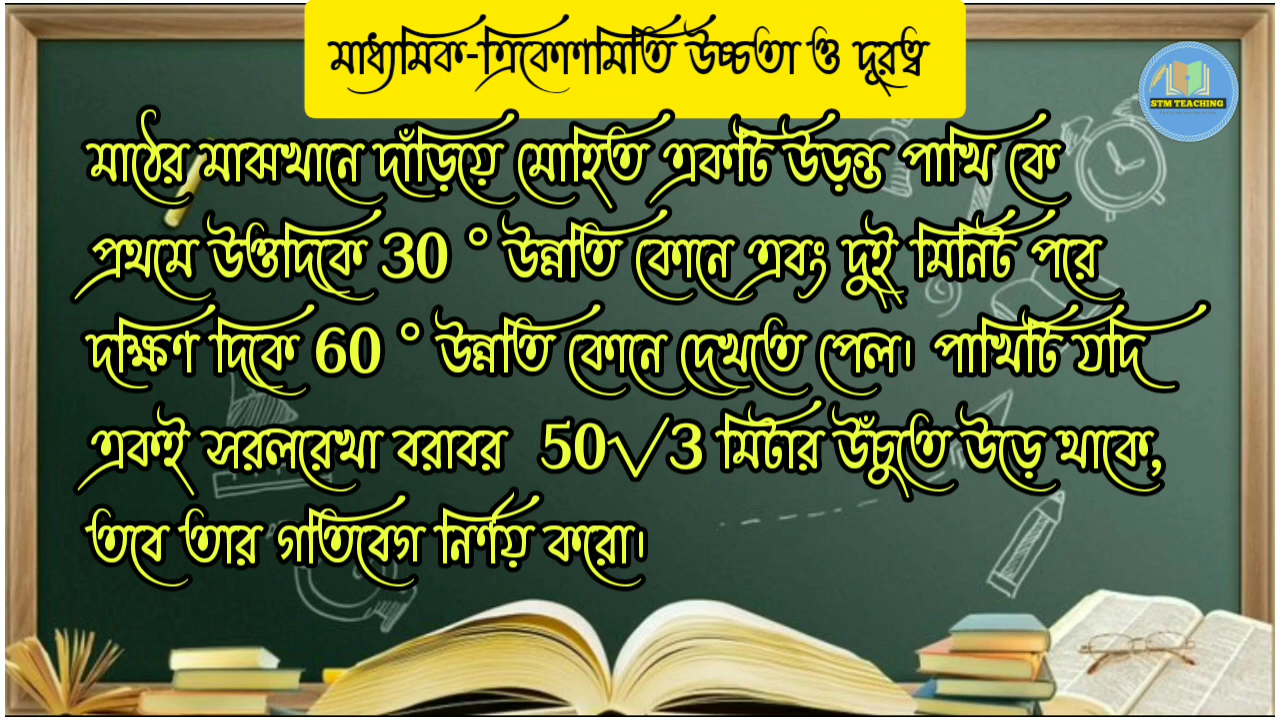 মাধ্যমিক-ত্রিকোণমিতি উচ্চতা ও দূরত্ব
STM TEACHING
মাঠের মাঝখানে দাঁড়িয়ে মোহিত একটি উড়ন্ত পাখি কে
প্রথমে উত্তদিকে 30 ° উন্নতি কোনে এবং দুই মিনিট পরে
দক্ষিণ দিকে 60 ° উন্নতি কোনে দেখতে পেল। পাখিটি যদি
একই সরলরেখা বরাবর 50√3 মিটার উঁচুতে উড়ে থাকে,
তবে তার গতিবেগ নির্ণয় করো।